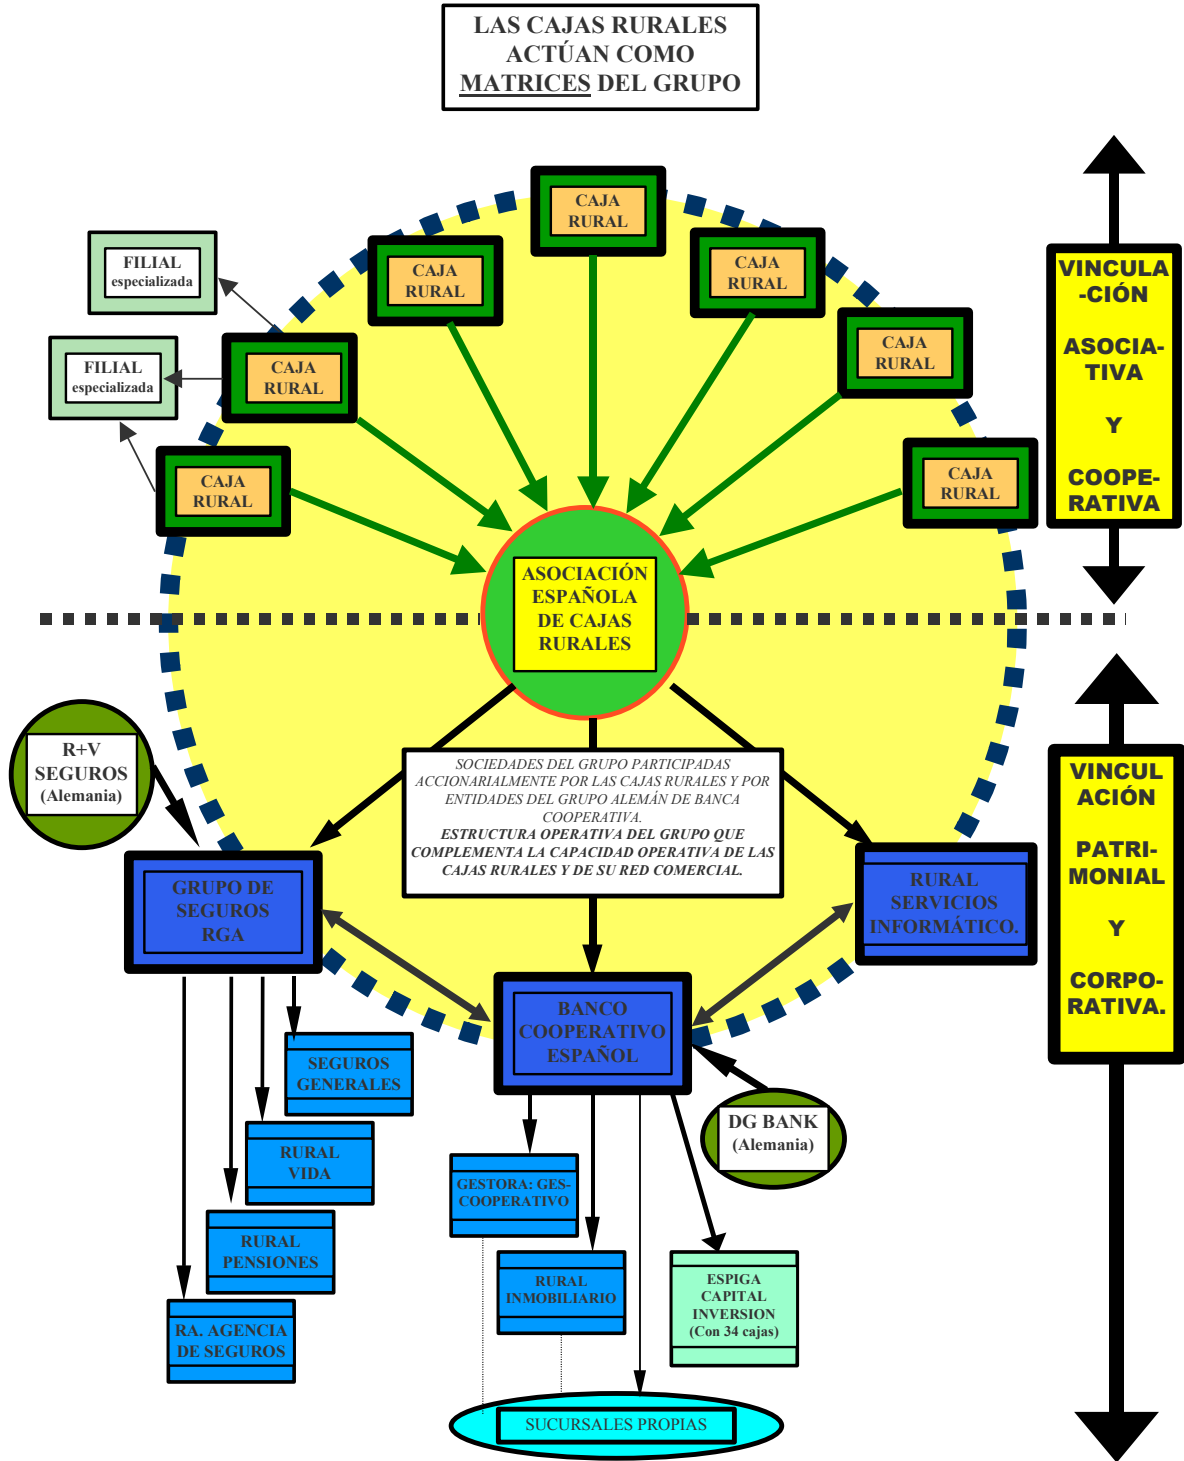 LAS CAJAS RURALES
ACTÚAN COMO
MATRICES DEL GRUPO
CAJA
RURAL
CAJA
RURAL
CAJA
RURAL
FILIAL
especializada
CAJA
RURAL
FILIAL
especializada
CAJA
RURAL
CAJA
RURAL
CAJA
RURAL
CAJA
RURAL
VINCULA
-CIÓN
ASOCIA-
TIVA
Y
COOPE-
RATIVA
ASOCIACIÓN
ESPAÑOLA
DE CAJAS
RURALES
R+V
SEGUROS
(Alemania)
SOCIEDADES DEL GRUPO PARTICIPADAS
ACCIONARIALMENTE POR LAS CAJAS RURALES Y POR
ENTIDADES DEL GRUPO ALEMÁN DE BANCA
COOPERATIVA.
ESTRUCTURA OPERATIVA DEL GRUPO QUE
COMPLEMENTA LA CAPACIDAD OPERATIVA DE LAS
CAJAS RURALES Y DE SU RED COMERCIAL.
VINCUL
ACIÓN
PATRI-
MONIAL
Y
CORPO-
RATIVA.
GRUPO DE
SEGUROS
RGA
RURAL
SERVICIOS
INFORMÁTICO.
BANCO
COOPERATIVO
ESPAÑOL
SEGUROS
GENERALES
RURAL
VIDA
RURAL
PENSIONES
RA. AGENCIA
DE SEGUROS
DG BANK
(Alemania)
GESTORA: GES-
COOPERATIVO
RURAL
INMOBILIARIO
ESPIGA
CAPITAL
INVERSION
(Con 34 cajas)
SUCURSALES PROPIAS